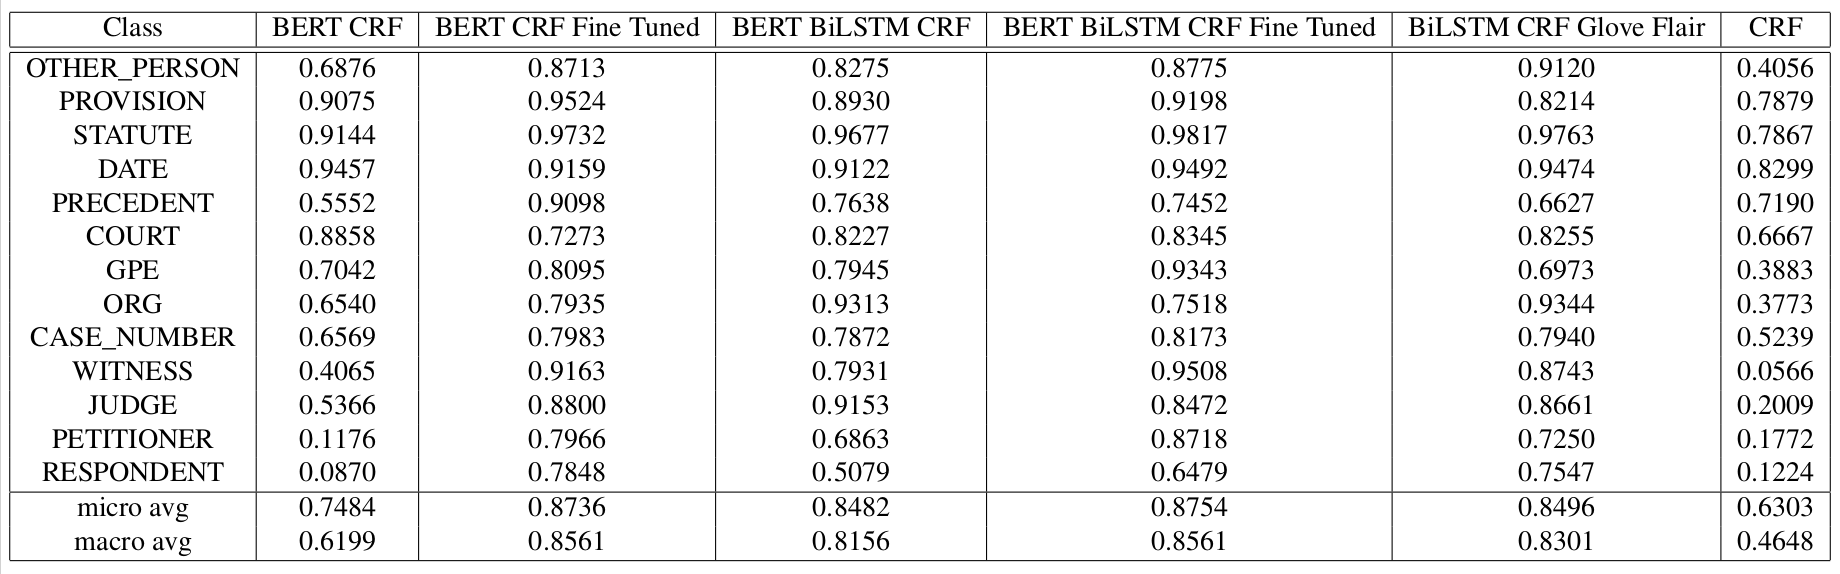 Class BERT CRF BERT CRF Fine Tuned BERT BiLSTM CRF BERT BiLSTM CRF Fine Tuned BiLSTM CRF Glove Flair CRF
OTHER_PERSON 0.6876 0.8713 0.8275 0.8775 0.9120 0.4056
PROVISION 0.9075 0.9524 0.8930 0.9198 0.8214 0.7879
STATUTE 0.9144 0.9732 0.9677 0.9817 0.9763 0.7867
DATE 0.9457 0.9159 0.9122 0.9492 0.9474 0.8299
PRECEDENT 0.5552 0.9098 0.7638 0.7452 0.6627 0.7190
COURT 0.8858 0.7273 0.8227 0.8345 0.8255 0.6667
GPE 0.7042 0.8095 0.7945 0.9343 0.6973 0.3883
ORG 0.6540 0.7935 0.9313 0.7518 0.9344 0.3773
CASE_NUMBER 0.6569 0.7983 0.7872 0.8173 0.7940 0.5239
WITNESS 0.4065 0.9163 0.7931 0.9508 0.8743 0.0566
JUDGE 0.5366 0.8800 0.9153 0.8472 0.8661 0.2009
PETITIONER 0.1176 0.7966 0.6863 0.8718 0.7250 0.1772
RESPONDENT 0.0870 0.7848 0.5079 0.6479 0.7547 0.1224
micro avg 0.7484 0.8736 0.8482 0.8754 0.8496 0.6303
macro avg 0.6199 0.8561 0.8156 0.8561 0.8301 0.4648